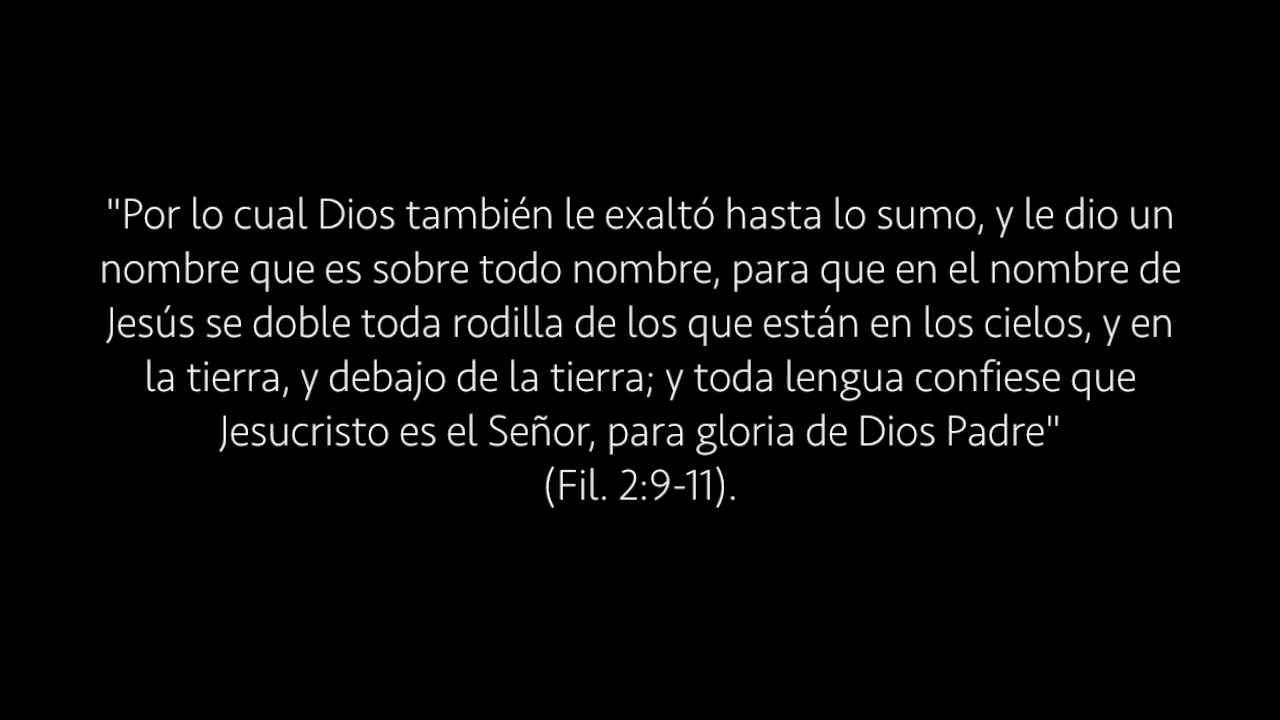 "Por lo cual Dios también le exaltó hasta lo sumo, y le dio un
nombre que es sobre todo nombre, para que en el nombre de
Jesús se doble toda rodilla de los que están en los cielos, y en
la tierra, y debajo de la tierra; y toda lengua confiese que
Jesucristo es el Señor, para gloria de Dios Padre"
(Fil. 2:9-11).